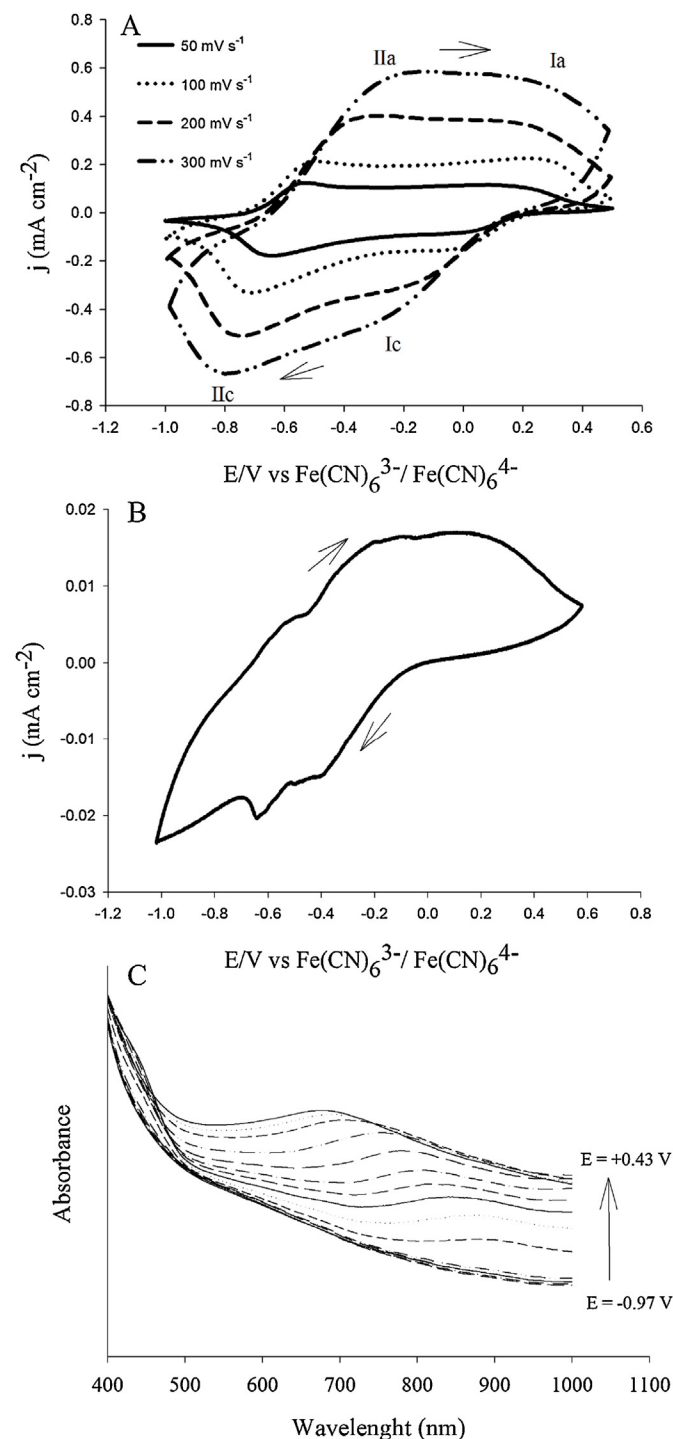 A
50 mV s-1
100 mV s-1
200 mV s-1
300 mV s-1
IIa
Ia
Ic
IIc
j (mA cm-2)
0.8
0.6
0.4
0.2
0.0
-0.2
-0.4
-0.6
-0.8
-1.2 -1.0 -0.8 -0.6 -0.4 -0.2 0.0 0.2 0.4 0.6
E/V vs Fe(CN)63-/ Fe(CN)64-
B
j (mA cm-2)
0.02
0.01
0.00
-0.01
-0.02
-0.03
-1.2 -1.0 -0.8 -0.6 -0.4 -0.2 0.0 0.2 0.4 0.6 0.8
E/V vs Fe(CN)63-/ Fe(CN)64-
C
Absorbance
E = +0.43 V
E = -0.97 V
400 500 600 700 800 900 1000 1100
Wavelenght (nm)